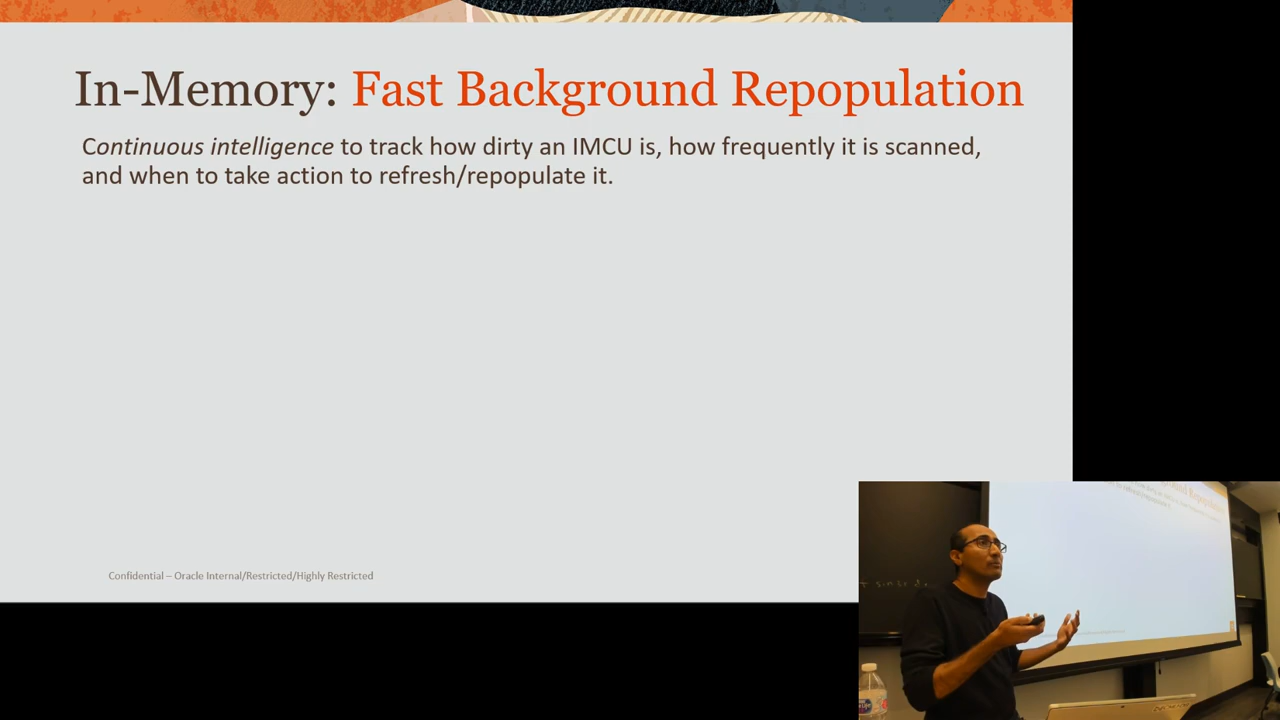 In-Memory: Fast Background Repopulation
Continuous intelligence to track how dirty an IMCU is, how frequently it is scanned,
and when to take action to refresh/repopulate it.
Confidential – Oracle Internal/Restricted/Highly Restricted